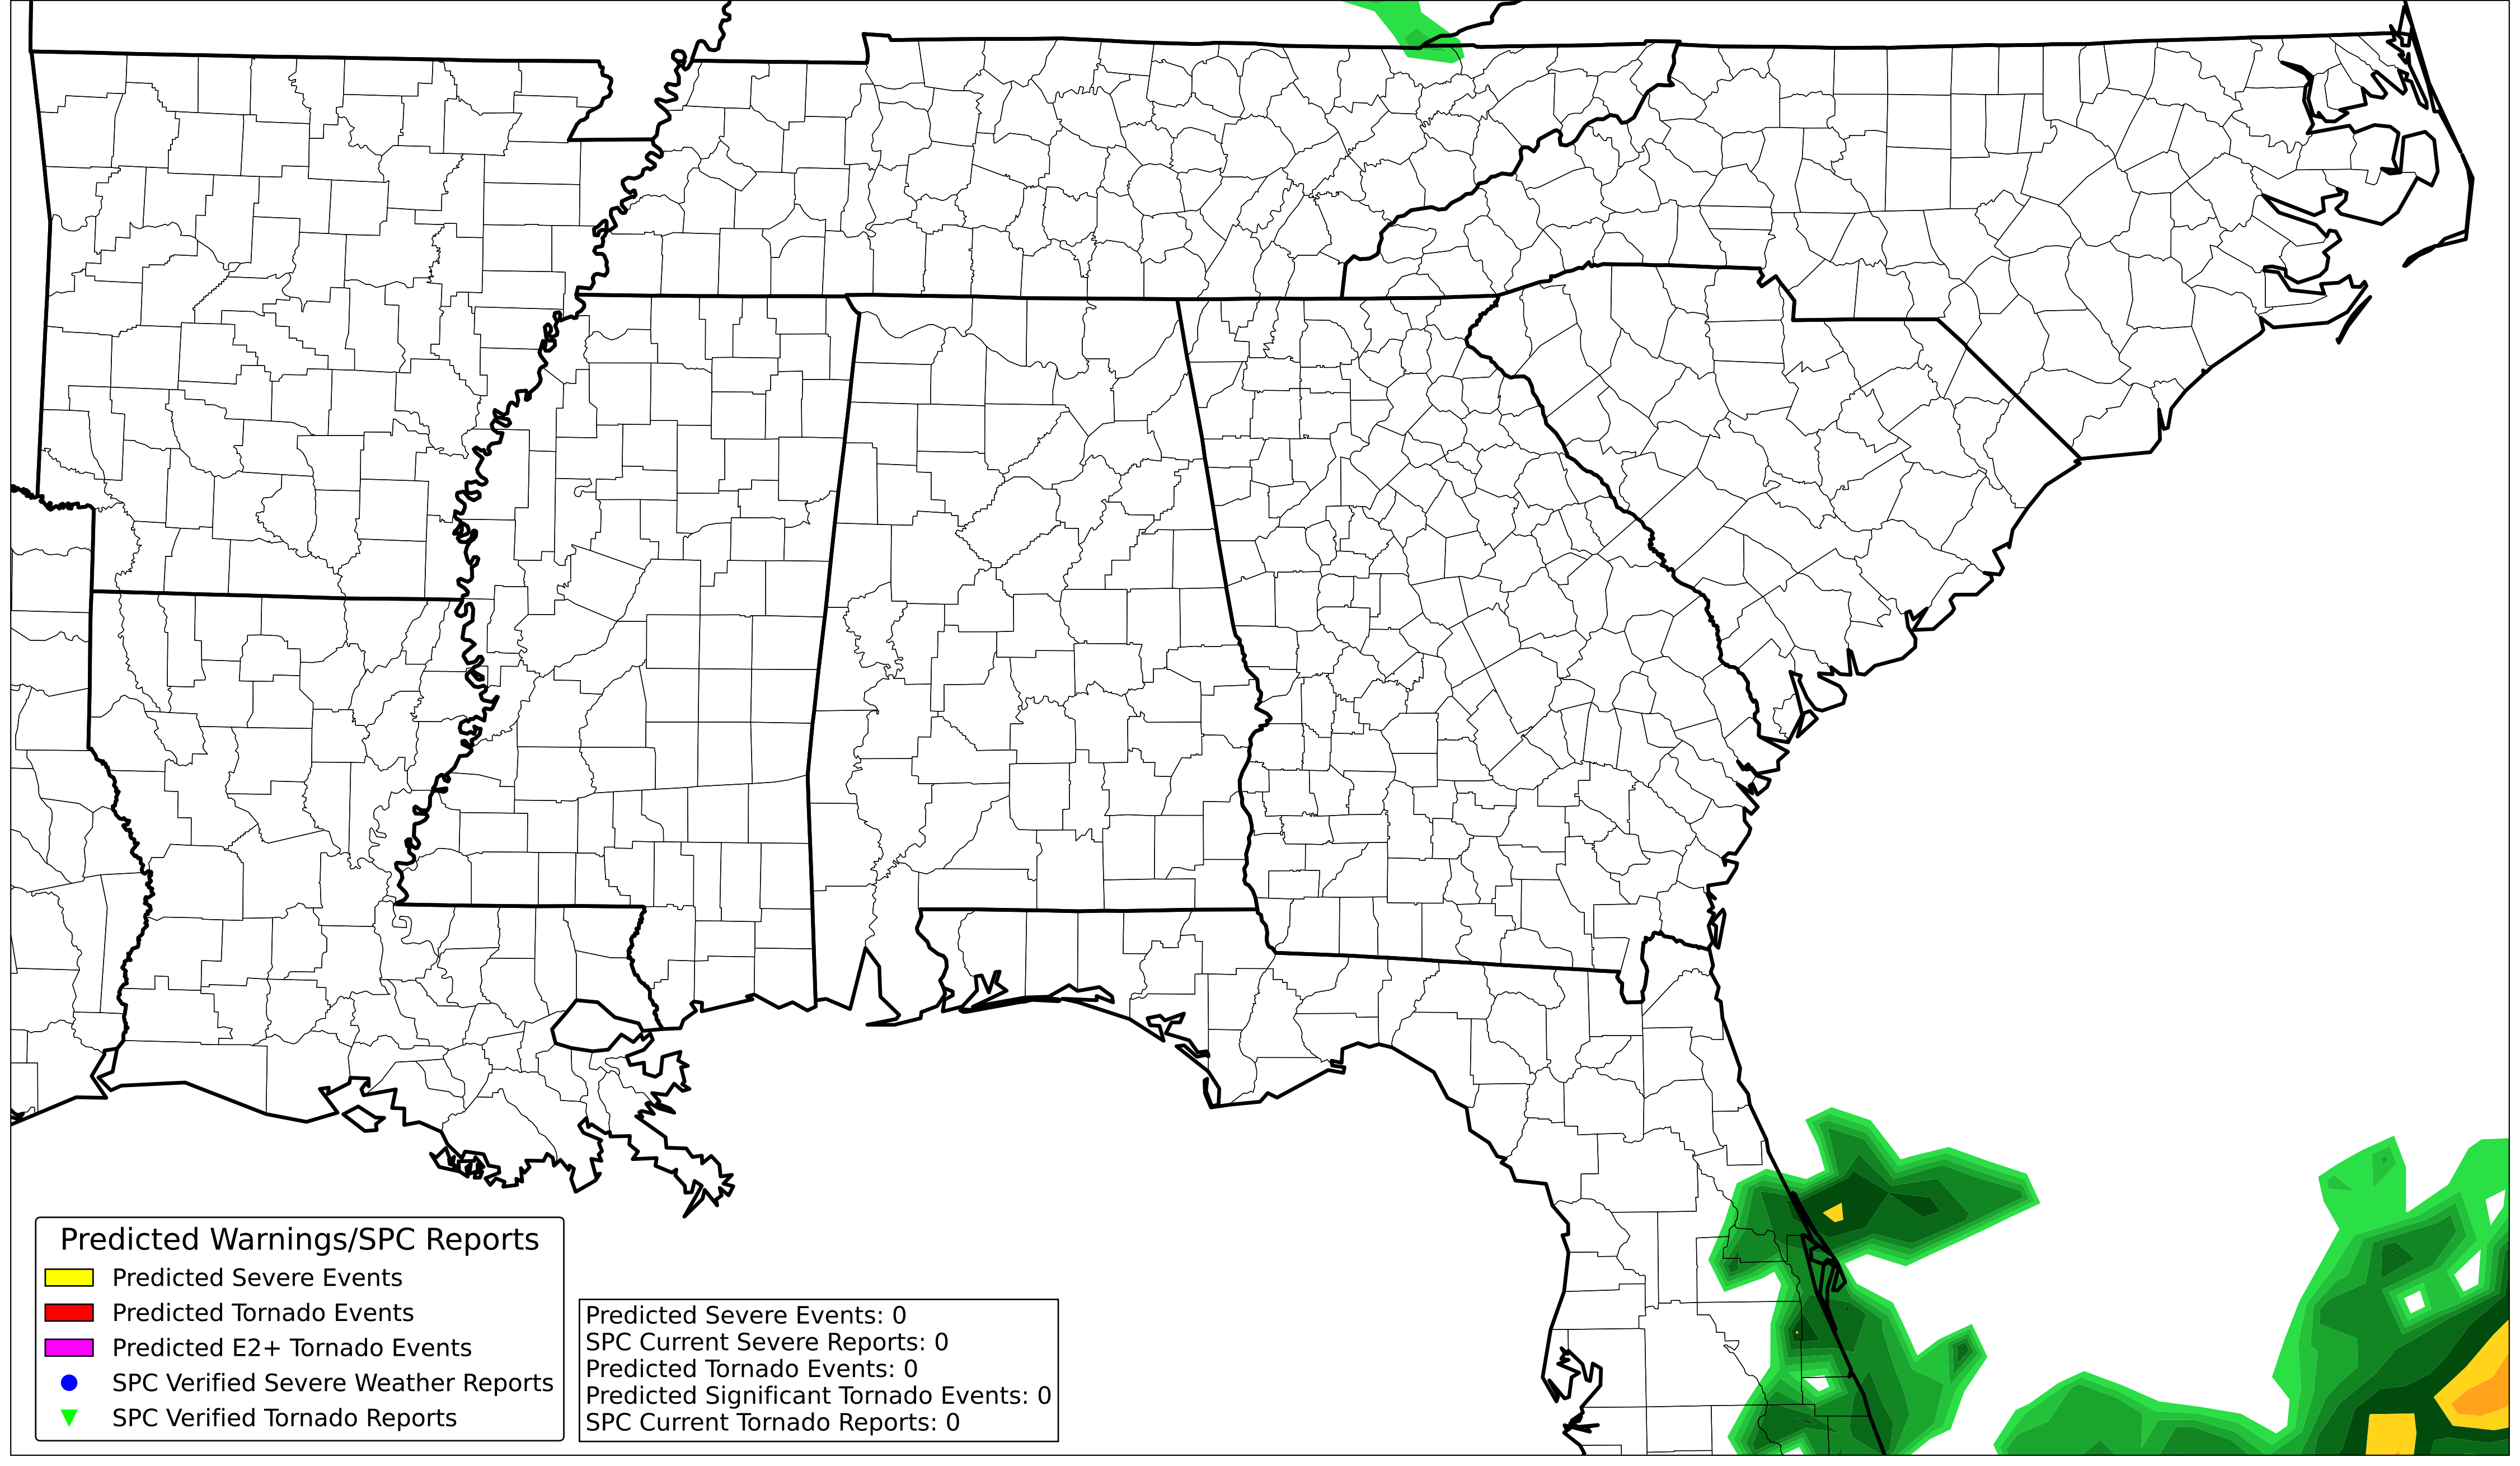 Predicted Warnings/SPC Reports
Predicted Severe Events
Predicted Tornado Events
Predicted E2+ Tornado Events
SPC Verified Severe Weather Reports
SPC Verified Tornado Reports
Predicted Severe Events: 0
SPC Current Severe Reports: 0
Predicted Tornado Events: 0
Predicted Significant Tornado Events: 0
SPC Current Tornado Reports: 0